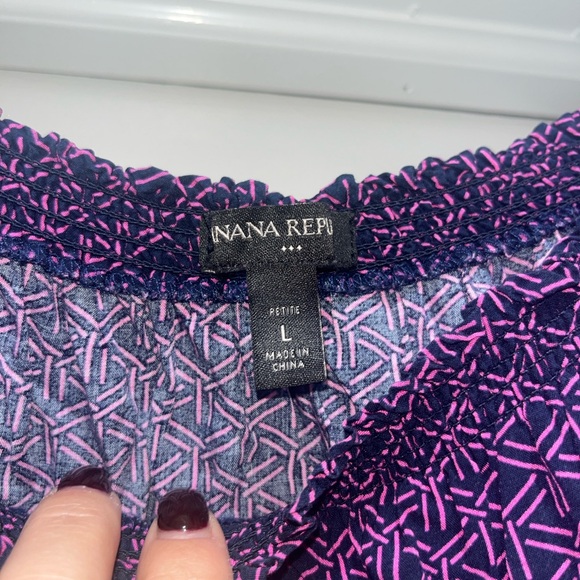 NANA REPU
PETITE
L
MADE IN
CHINA